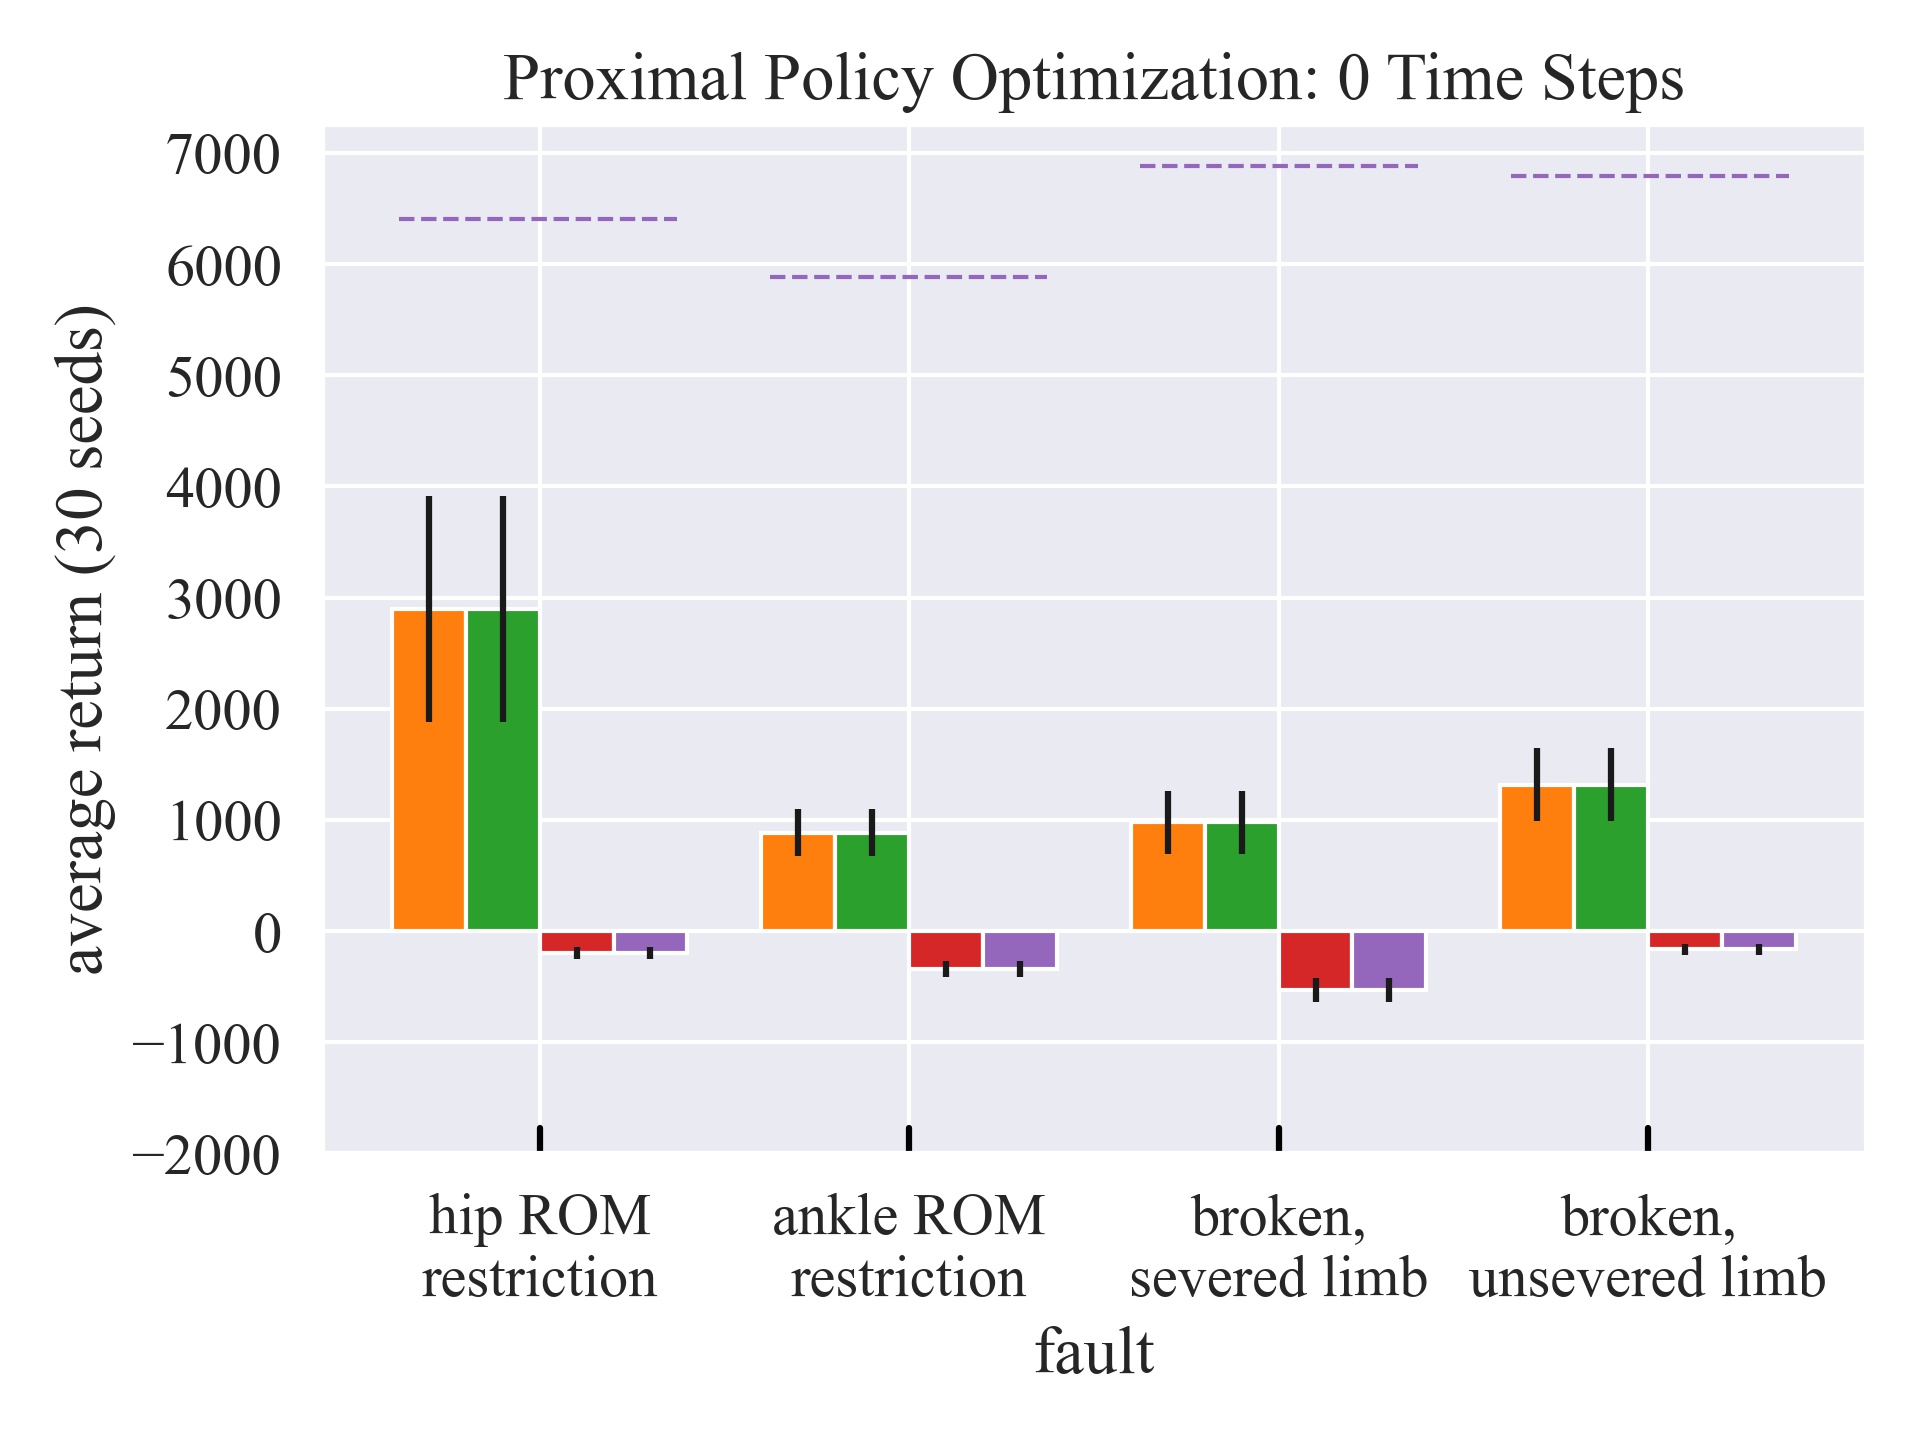 Proximal Policy Optimization: 0 Time Steps
7000
6000
5000
4000
3000
2000
1000
0
−1000
−2000
average return (30 seeds)
hip ROM
restriction
ankle ROM
restriction
broken,
severed limb
broken,
unsevered limb
fault